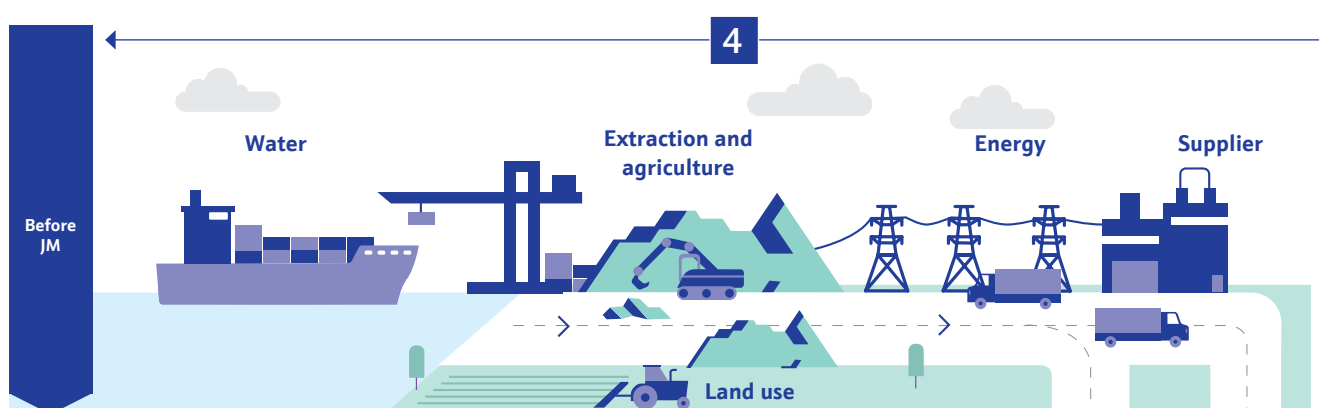 4
Water
Extraction and
agriculture
Energy
Supplier
Before
JM
Land use